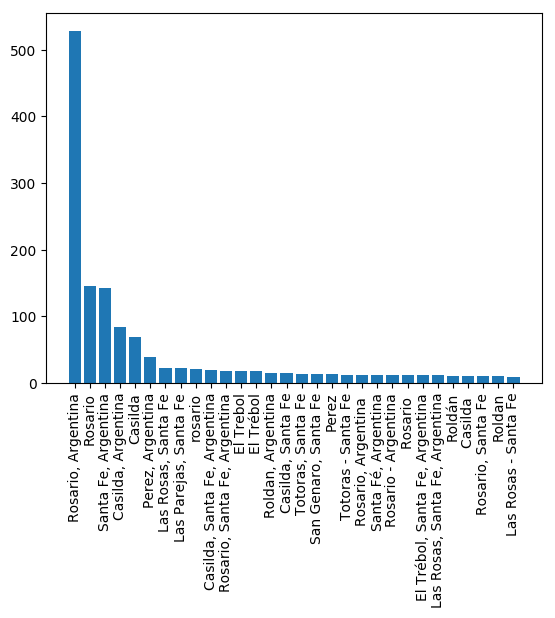 500
400
300
200
100
0
Rosario, Argentina
Rosario
Santa Fe, Argentina
Casilda, Argentina
Casilda
Perez, Argentina
Las Rosas, Santa Fe
Las Parejas, Santa Fe
rosario
Casilda, Santa Fe, Argentina
Rosario, Santa Fe, Argentina
El Trebol
El Trébol
Roldan, Argentina
Casilda, Santa Fe
Totoras, Santa Fe
San Genaro, Santa Fe
Perez
Totoras - Santa Fe
Rosario, Argentina
Santa Fé, Argentina
Rosario - Argentina
Rosario
El Trébol, Santa Fe, Argentina
Las Rosas, Santa Fe, Argentina
Roldán
Casilda
Rosario, Santa Fe
Roldan
Las Rosas - Santa Fe